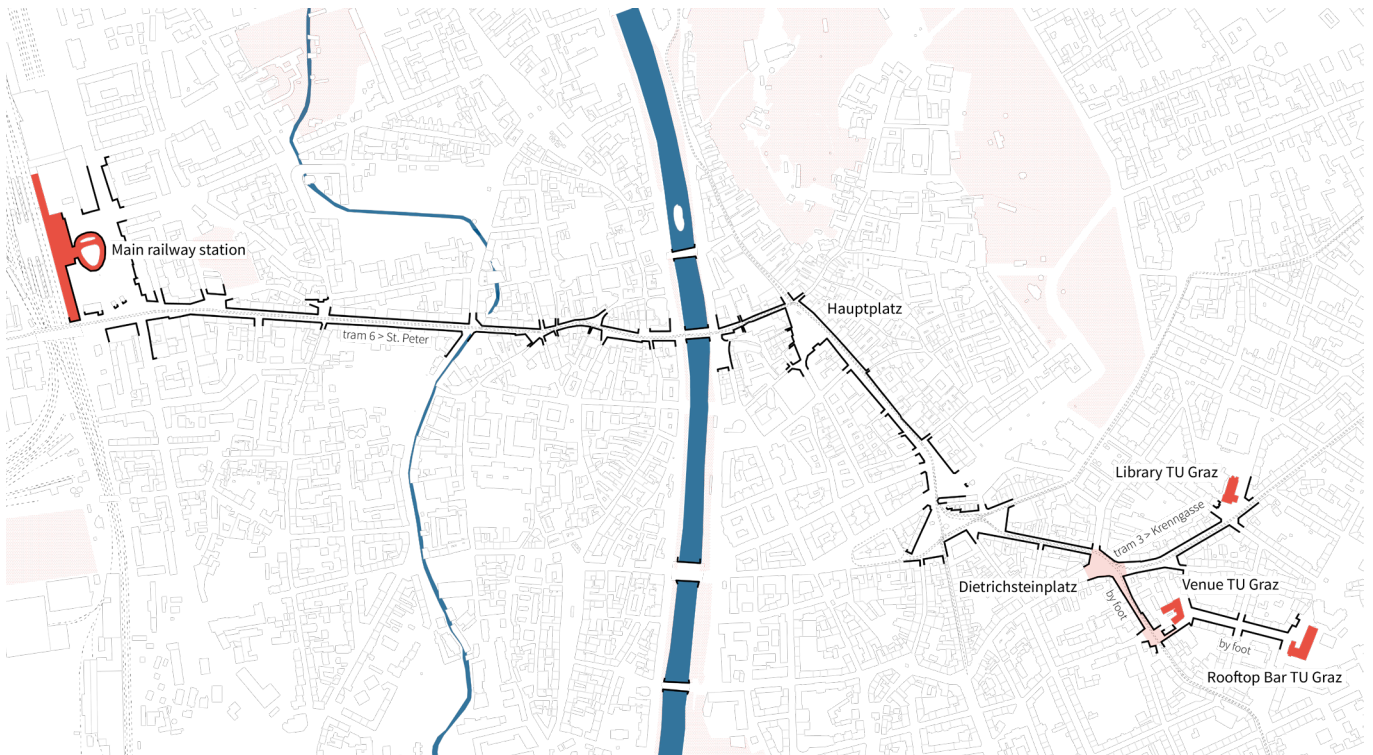 Main railway station
Hauptplatz
tram 6 > St. Peter
Library TU Graz
tram 3 > Krenngasse
Dietrichsteinplatz
Venue TU Graz
by foot
by foot
Rooftop Bar TU Graz